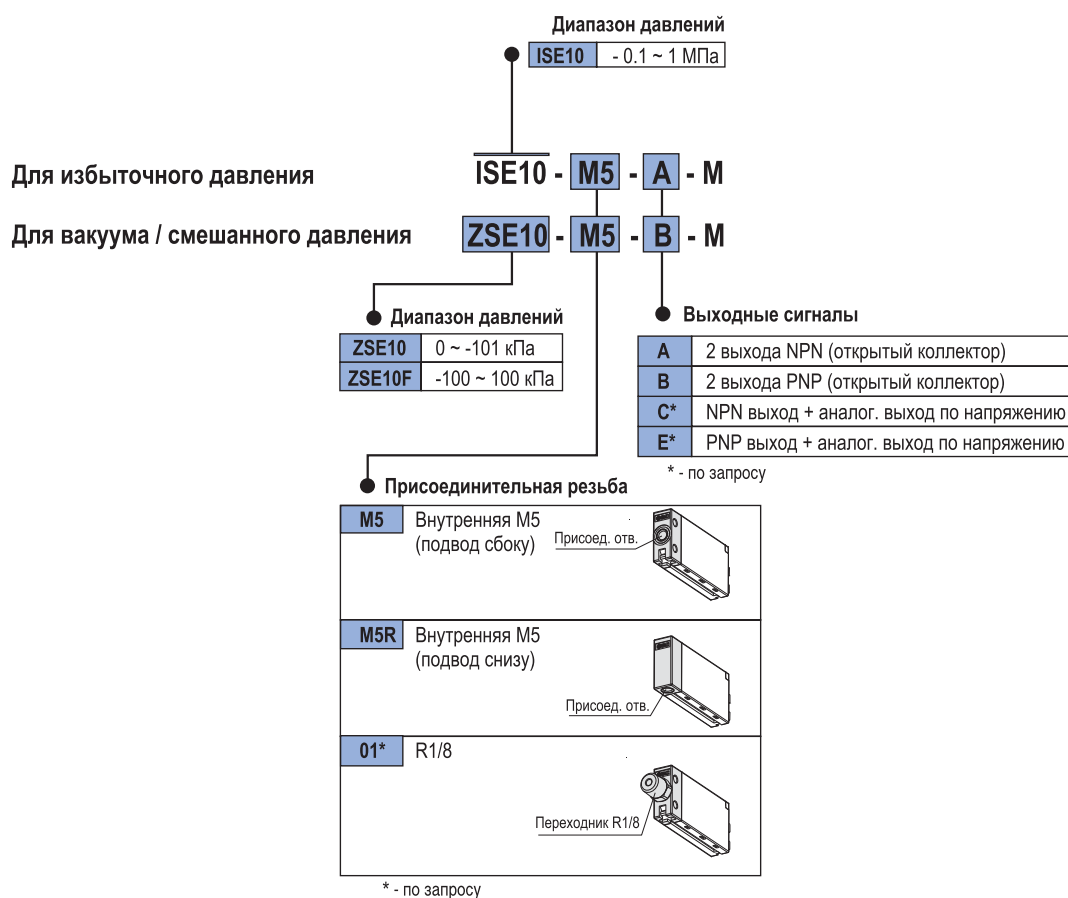 Диапазон давлений
ISE10 - 0.1 ~ 1 МПа
Для избыточного давления ISE10 - M5 - A - M
Для вакуума / смешанного давления ZSE10 - M5 - B - M
Диапазон давлений
ZSE10 0 ~ -101 кПа
ZSE10F -100 ~ 100 кПа
Выходные сигналы
A 2 выхода NPN (открытый коллектор)
B 2 выхода PNP (открытый коллектор)
C* NPN выход + аналог. выход по напряжению
E* PNP выход + аналог. выход по напряжению
* - по запросу
Присоединительная резьба
M5 Внутренняя M5
(подвод сбоку)
Присоед. отв.
M5R Внутренняя M5
(подвод снизу)
Присоед. отв.
01* R1/8
Переходник R1/8
* - по запросу